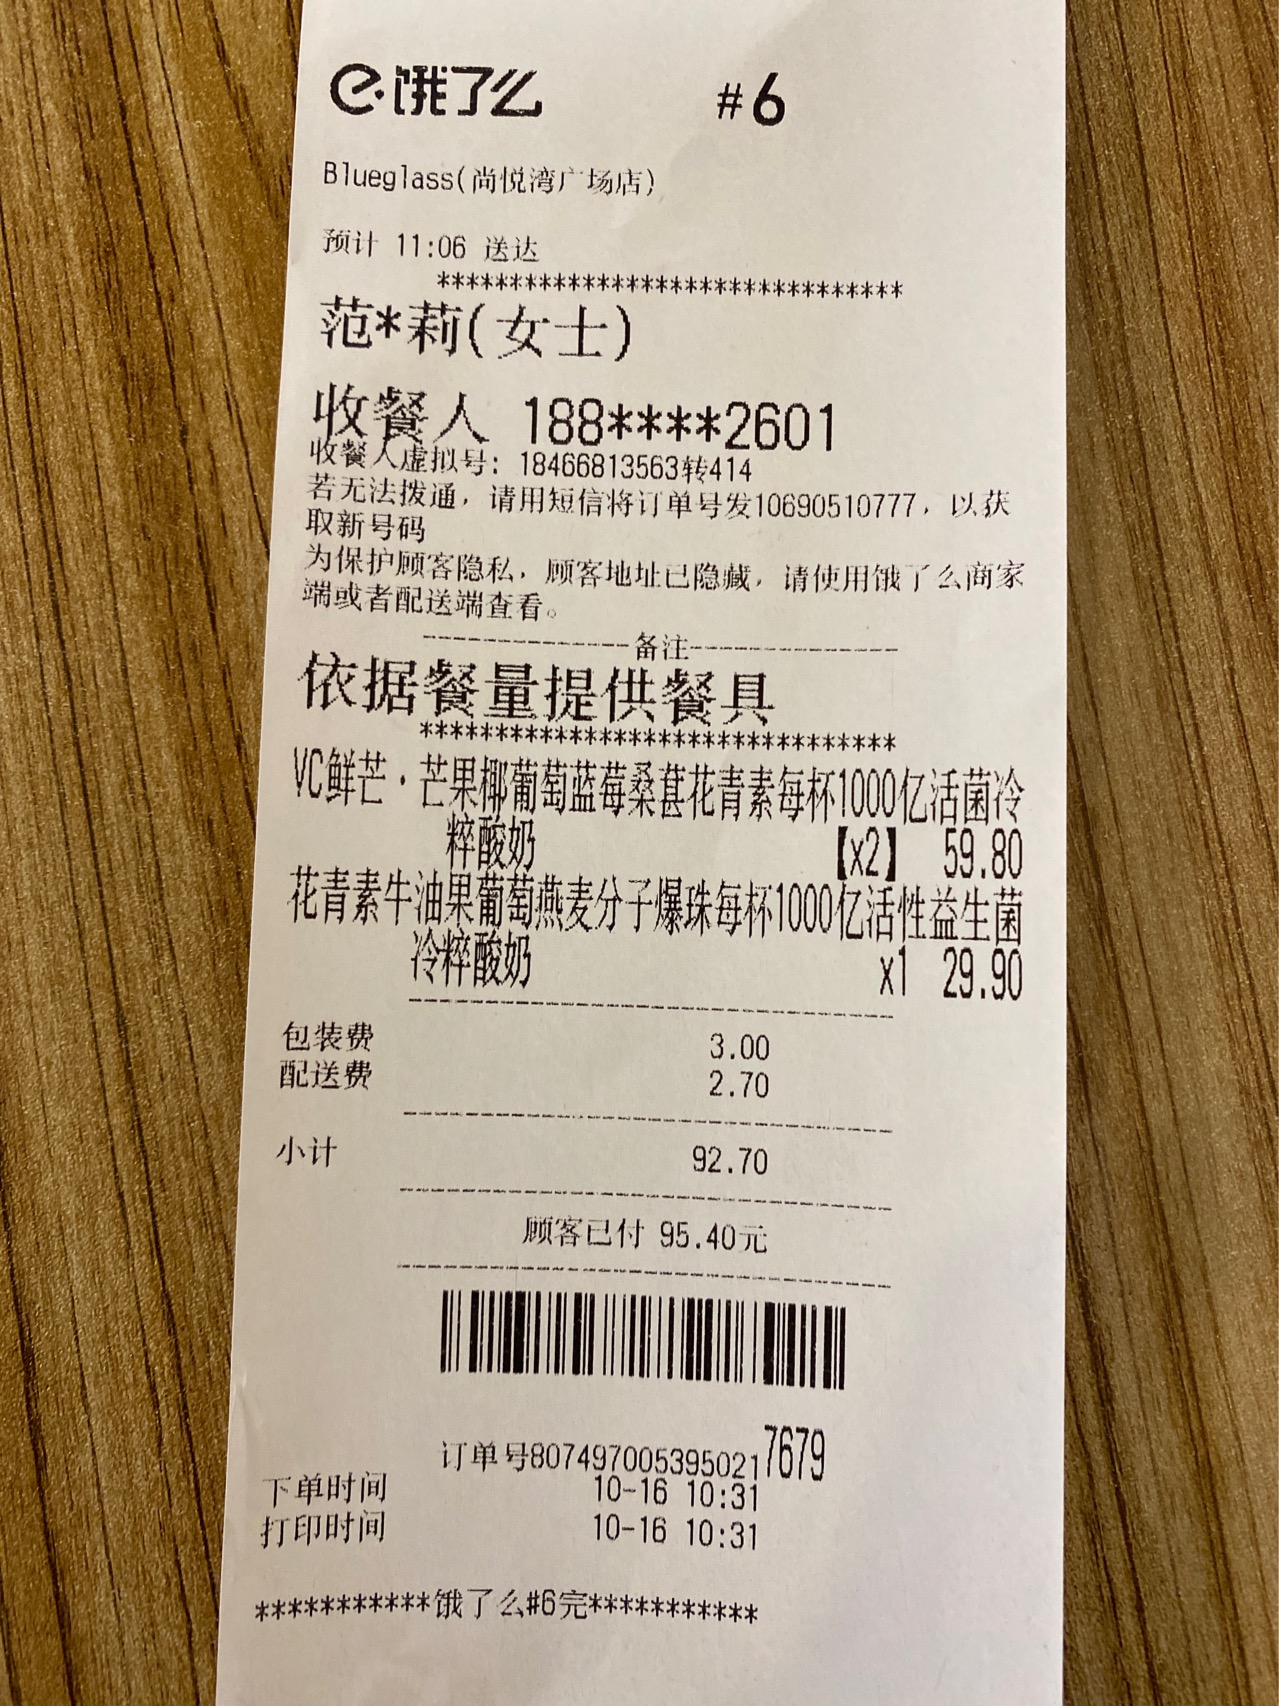 e饿了么 #6
Blueglass(尚悦湾广场店)
预计 11:06 送达
********************************
范*莉(女士)
收餐人 188****2601
收餐人虚拟号: 18466813563转414
若无法拨通，请用短信将订单号发10690510777，以获
取新号码
为保护顾客隐私，顾客地址已隐藏，请使用饿了么商家
端或者配送端查看。
---------------备注---------------
依据餐量提供餐具
********************************
VC鲜芒·芒果椰葡萄蓝莓桑葚花青素每杯1000亿活菌冷
粹酸奶 【x2】 59.80
花青素牛油果葡萄燕麦分子爆珠每杯1000亿活性益生菌
冷粹酸奶 x1 29.90
包装费 3.00
配送费 2.70
小计 92.70
顾客已付 95.40元
订单号8074970053950217679
下单时间 10-16 10:31
打印时间 10-16 10:31
***********饿了么#6完***********